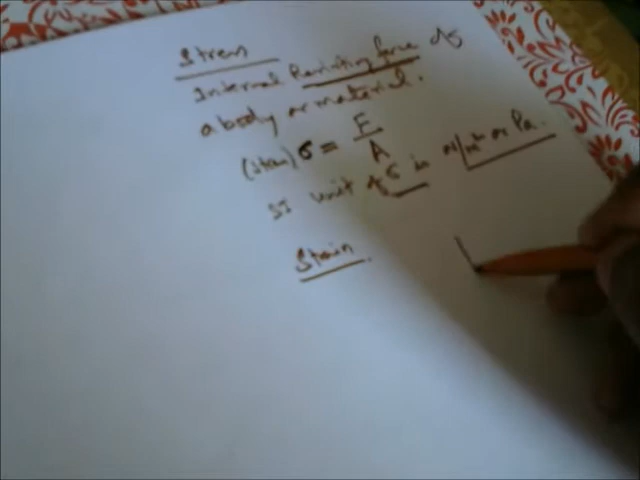 Stress
Internal Resisting force of
a body or material.
(stress) σ = F/A
SI unit of σ is N/m² or Pa.
Strain